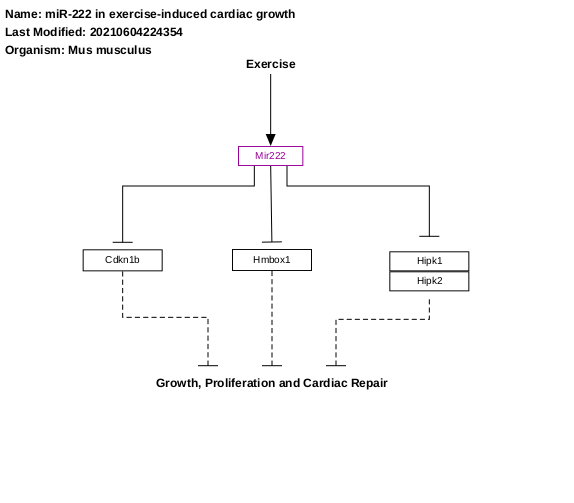 Name: miR-222 in exercise-induced cardiac growth
Last Modified: 20210604224354
Organism: Mus musculus
Exercise
Mir222
Cdkn1b
Hmbox1
Hipk1
Hipk2
Growth, Proliferation and Cardiac Repair